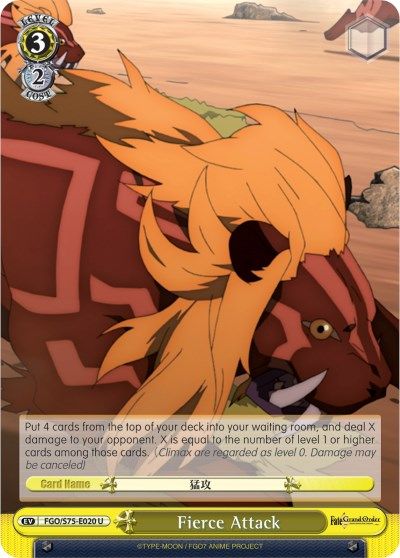 LEVEL
3
2
COST
Put 4 cards from the top of your deck into your waiting room, and deal X
damage to your opponent. X is equal to the number of level 1 or higher
cards among those cards. (Climax are regarded as level 0. Damage may
be canceled)
Card Name 猛攻
EV FGO/S75-E020 U Fierce Attack Fate/Grand Order
©TYPE-MOON / FGO7 ANIME PROJECT